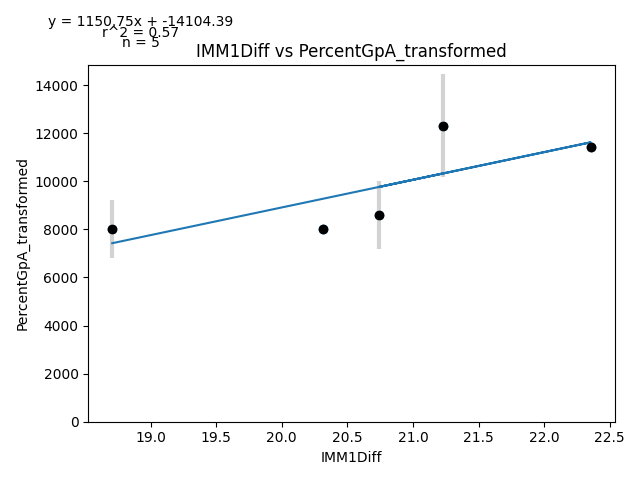 y = 1150.75x + -14104.39
r^2 = 0.57
n = 5
IMM1Diff vs PercentGpA_transformed
14000
12000
10000
8000
6000
4000
2000
0
PercentGpA_transformed
19.0 19.5 20.0 20.5 21.0 21.5 22.0 22.5
IMM1Diff